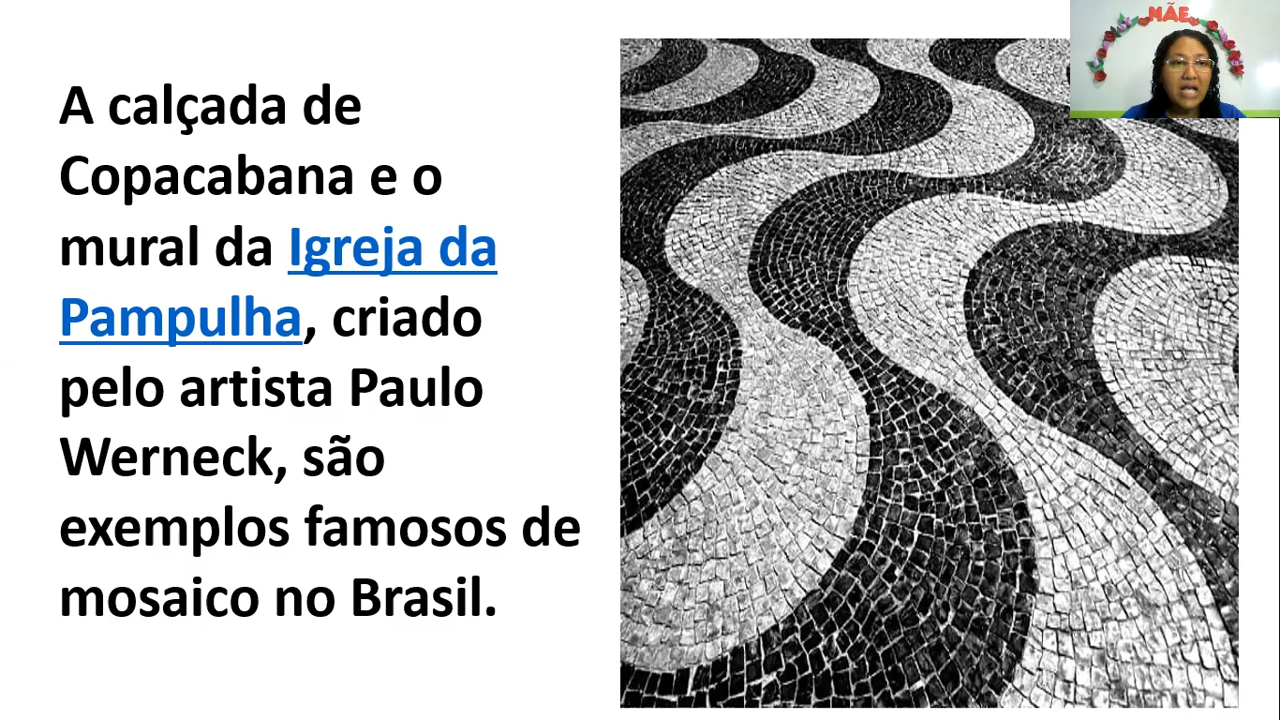 A calçada de
Copacabana e o
mural da Igreja da
Pampulha, criado
pelo artista Paulo
Werneck, são
exemplos famosos de
mosaico no Brasil.
MÃE